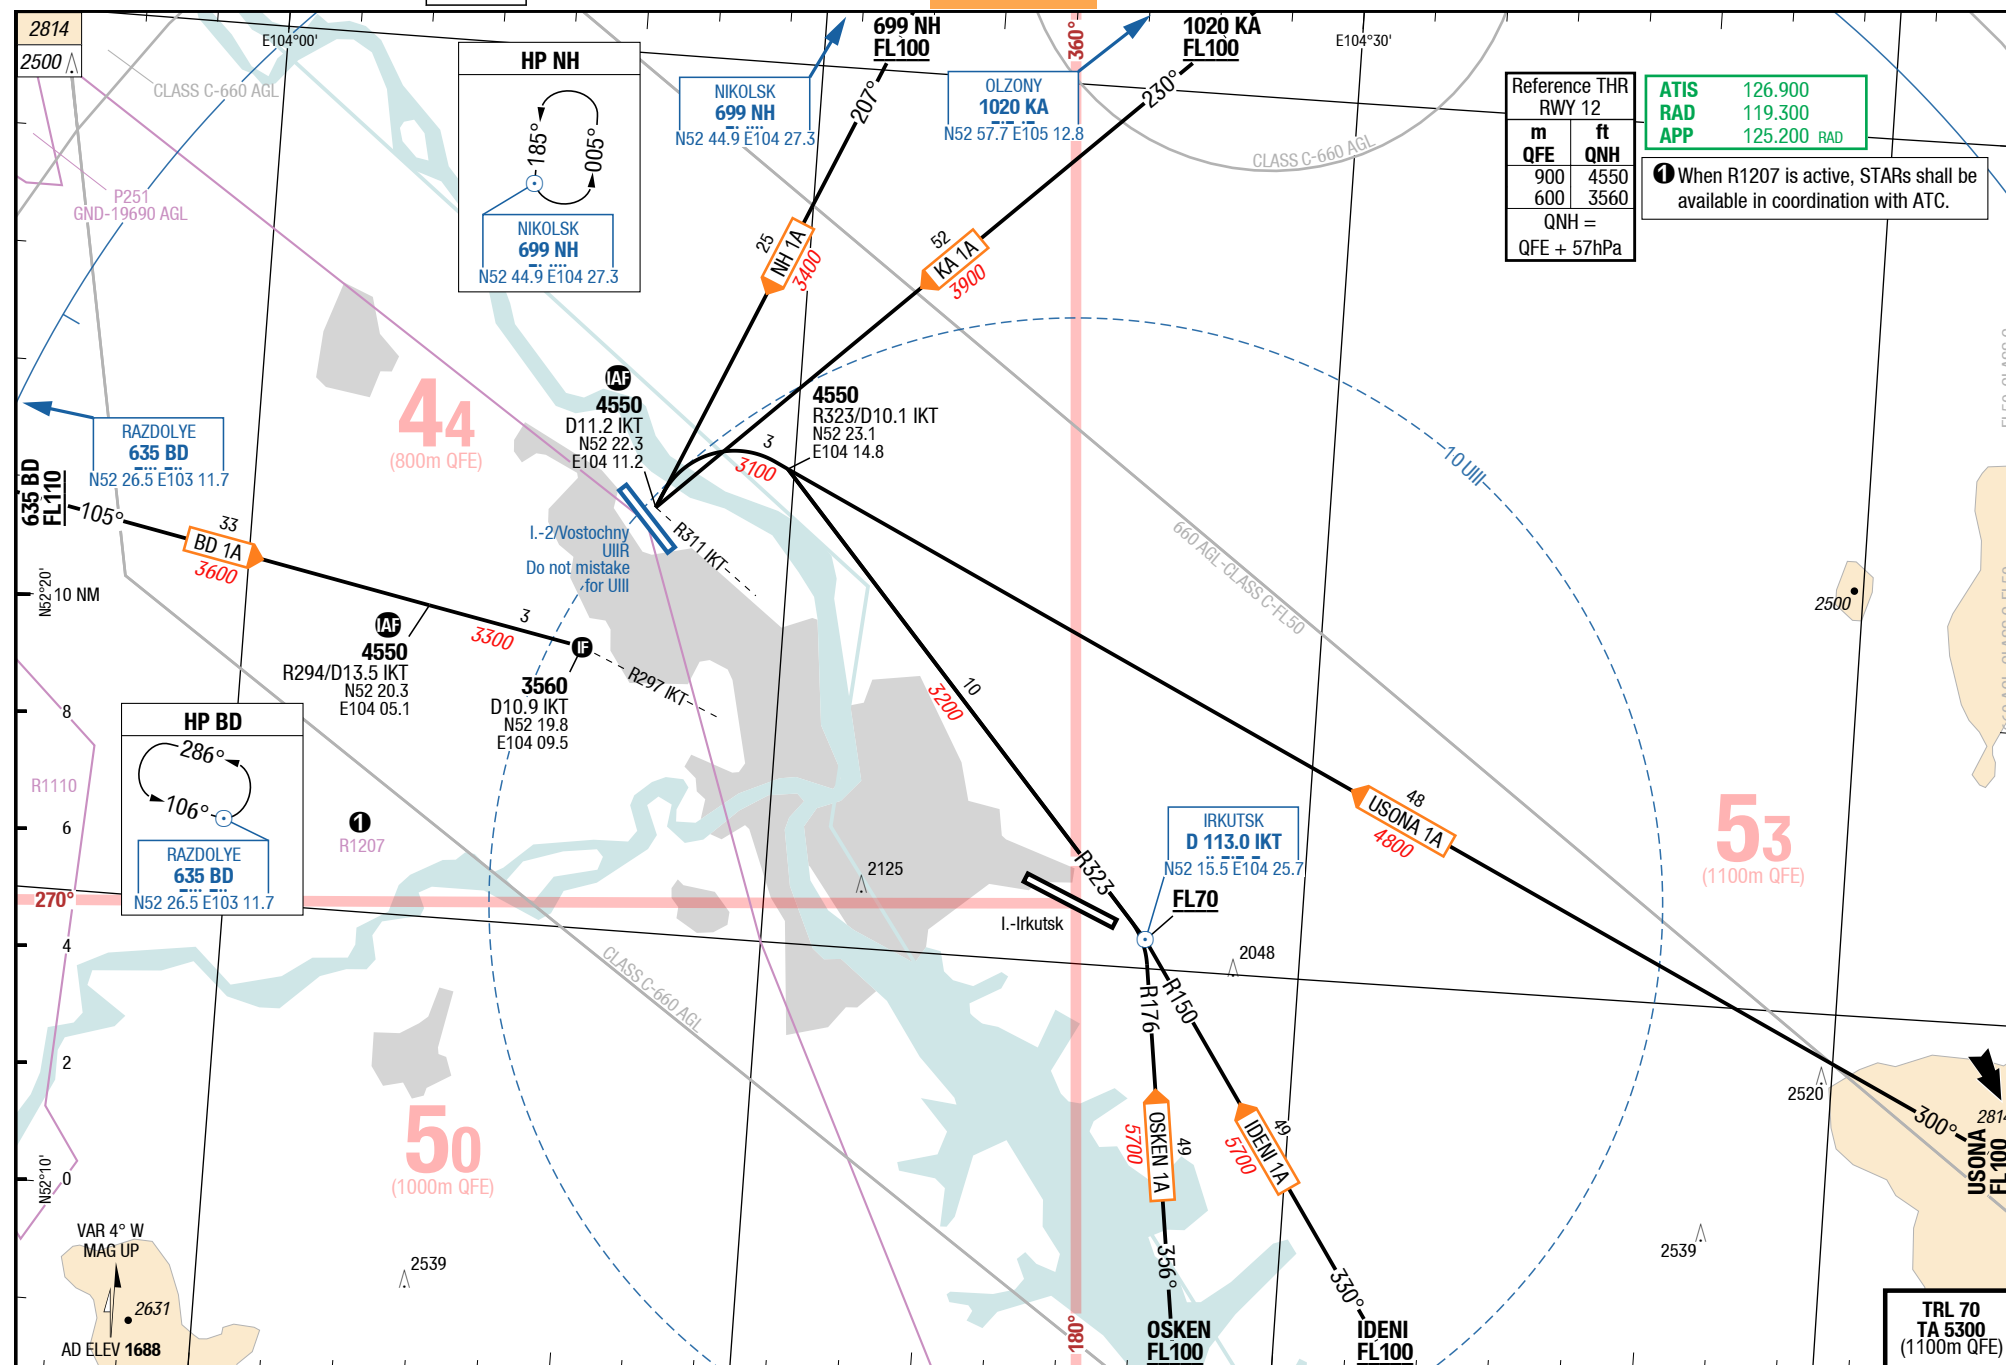 2814
2500
E104°00'
CLASS C-660 AGL
P251
GND-19690 AGL
HP NH
185°
005°
NIKOLSK
699 NH
N52 44.9 E104 27.3
NIKOLSK
699 NH
N52 44.9 E104 27.3
699 NH
FL100
207°
25
NH 1A
3400
OLZONY
1020 KA
N52 57.7 E105 12.8
360°
1020 KA
FL100
230°
52
KA 1A
3900
E104°30'
CLASS C-660 AGL
Reference THR
RWY 12
m ft
QFE QNH
900 4550
600 3560
QNH =
QFE + 57hPa
ATIS 126.900
RAD 119.300
APP 125.200 RAD
1 When R1207 is active, STARs shall be
available in coordination with ATC.
44
(800m QFE)
IAF
4550
D11.2 IKT
N52 22.3
E104 11.2
4550
R323/D10.1 IKT
N52 23.1
E104 14.8
3
3100
10 UIII
RAZDOLYE
635 BD
N52 26.5 E103 11.7
635 BD
FL110
105°
33
BD 1A
3600
I.-2/Vostochny
UIIR
Do not mistake
for UIII
R311 IKT
660 AGL-CLASS C-FL50
N52°20'
10 NM
IAF
4550
R294/D13.5 IKT
N52 20.3
E104 05.1
3
3300
IF
3560
D10.9 IKT
N52 19.8
E104 09.5
R297 IKT
2500
10
3200
HP BD
286°
106°
RAZDOLYE
635 BD
N52 26.5 E103 11.7
8
6
4
2
0
R1110
1
R1207
270°
2125
R323
IRKUTSK
D 113.0 IKT
N52 15.5 E104 25.7
FL70
I.-Irkutsk
48
USONA 1A
4800
53
(1100m QFE)
2048
CLASS C-660 AGL
R176
R150
50
(1000m QFE)
N52°10'
49
OSKEN 1A
5700
49
IDENI 1A
5700
2520
300°
USONA
FL100
VAR 4° W
MAG UP
2631
AD ELEV 1688
2539
2539
356°
330°
180°
OSKEN
FL100
IDENI
FL100
TRL 70
TA 5300
(1100m QFE)